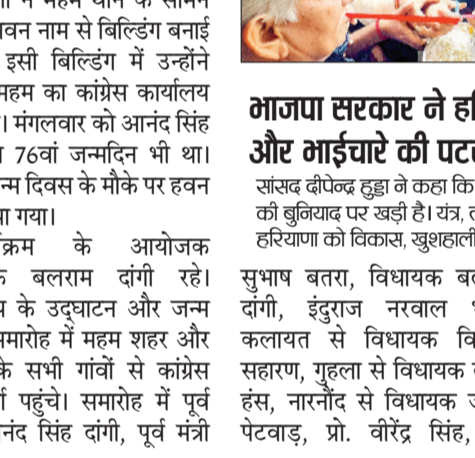 भवन नाम से बिल्डिंग बनाई
इसी बिल्डिंग में उन्होंने
महम का कांग्रेस कार्यालय
। मंगलवार को आनंद सिंह
76वां जन्मदिन भी था।
जन्म दिवस के मौके पर हवन
गया।
आयोजक
बलराम दांगी रहे।
के उद्घाटन और जन्म
समारोह में महम शहर और
के सभी गांवों से कांग्रेस
पहुंचे। समारोह में पूर्व
आनंद सिंह दांगी, पूर्व मंत्री
भाजपा सरकार ने
और भाईचारे की
सांसद दीपेन्द्र हुड्डा ने कहा कि
की बुनियाद पर खड़ी है। यंत्र,
हरियाणा को विकास, खुशहाली
सुभाष बतरा, विधायक
दांगी, इंदुराज नरवाल
कलायत से विधायक
सहारण, गुहला से विधायक
हंस, नारनौंद से विधायक
पेटवाड़, प्रो. वीरेंद्र सिंह,